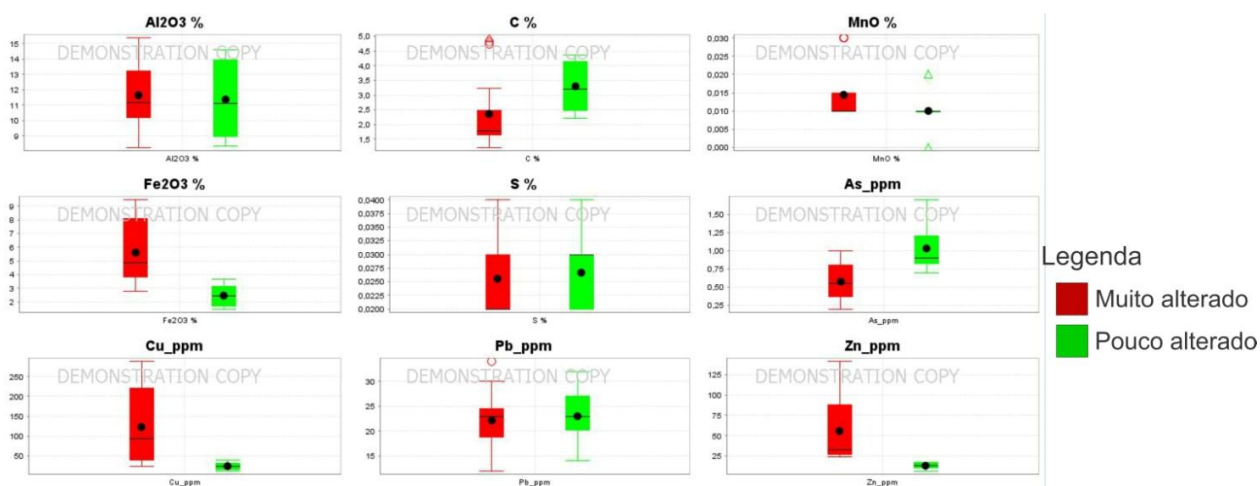 Al2O3 %
DEMONSTRATION COPY
15
14
13
12
11
10
9
Al2O3 %
C %
DEMONSTRATION COPY
5,0
4,5
4,0
3,5
3,0
2,5
2,0
1,5
C %
MnO %
DEMONSTRATION COPY
0,030
0,025
0,020
0,015
0,010
0,005
0,000
MnO %
Fe2O3 %
DEMONSTRATION COPY
9
8
7
6
5
4
3
2
Fe2O3 %
S %
DEMONSTRATION COPY
0,0400
0,0375
0,0350
0,0325
0,0300
0,0275
0,0250
0,0225
0,0200
S %
As_ppm
DEMONSTRATION COPY
1,50
1,25
1,00
0,75
0,50
0,25
As_ppm
Cu_ppm
DEMONSTRATION COPY
250
200
150
100
50
Cu_ppm
Pb_ppm
DEMONSTRATION COPY
30
25
20
15
Pb_ppm
Zn_ppm
DEMONSTRATION COPY
125
100
75
50
25
Zn_ppm
Legenda
Muito alterado
Pouco alterado